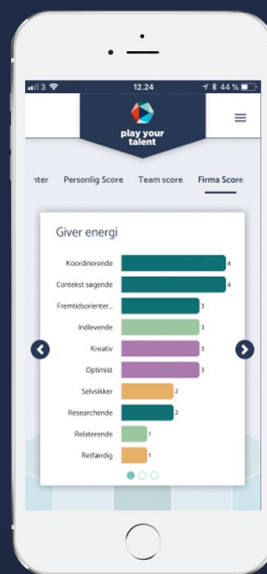 3
12.24
44 %
play your
talent
nter
Personlig Score
Team score
Firma Score
Giver energi
Koordinerende
4
Contekst søgende
4
Fremtidsorienter...
3
Indlevende
3
Kreativ
3
Optimist
3
Selvsikker
2
Researchende
2
Relaterende
1
Retfærdig
1